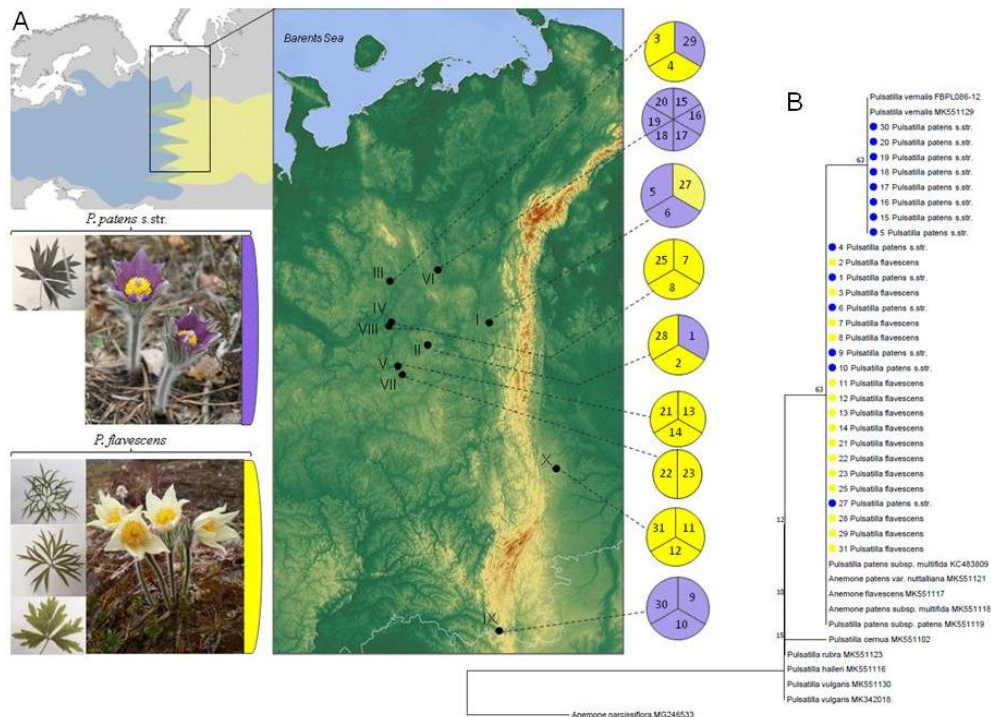 A
Barents Sea
P. patens s.str.
P. flavescens
III
VI
IV
VIII
I
II
V
VII
X
IX
3
29
4
20
15
19
16
18
17
5
27
6
25
7
8
28
1
2
21
13
14
22
23
31
11
12
30
9
10
B
Pulsatilla vernalis FBPL086-12
Pulsatilla vernalis MK551129
30 Pulsatilla patens s.str.
20 Pulsatilla patens s.str.
19 Pulsatilla patens s.str.
18 Pulsatilla patens s.str.
17 Pulsatilla patens s.str.
16 Pulsatilla patens s.str.
15 Pulsatilla patens s.str.
5 Pulsatilla patens s.str.
4 Pulsatilla patens s.str.
2 Pulsatilla flavescens
1 Pulsatilla patens s.str.
3 Pulsatilla flavescens
6 Pulsatilla patens s.str.
7 Pulsatilla flavescens
8 Pulsatilla flavescens
9 Pulsatilla patens s.str.
10 Pulsatilla patens s.str.
11 Pulsatilla flavescens
12 Pulsatilla flavescens
13 Pulsatilla flavescens
14 Pulsatilla flavescens
21 Pulsatilla flavescens
22 Pulsatilla flavescens
23 Pulsatilla flavescens
25 Pulsatilla flavescens
27 Pulsatilla patens s.str.
28 Pulsatilla flavescens
29 Pulsatilla flavescens
31 Pulsatilla flavescens
Pulsatilla patens subsp. multifida KC483809
Anemone patens var. nuttalliana MK551121
Anemone flavescens MK551117
Anemone patens subsp. multifida MK551118
Pulsatilla patens subsp. patens MK551119
Pulsatilla cernua MK551102
Pulsatilla rubra MK551123
Pulsatilla halleri MK551116
Pulsatilla vulgaris MK551130
Pulsatilla vulgaris MK342018
Anemone narcissiflora MG246533
63
63
12
10
15